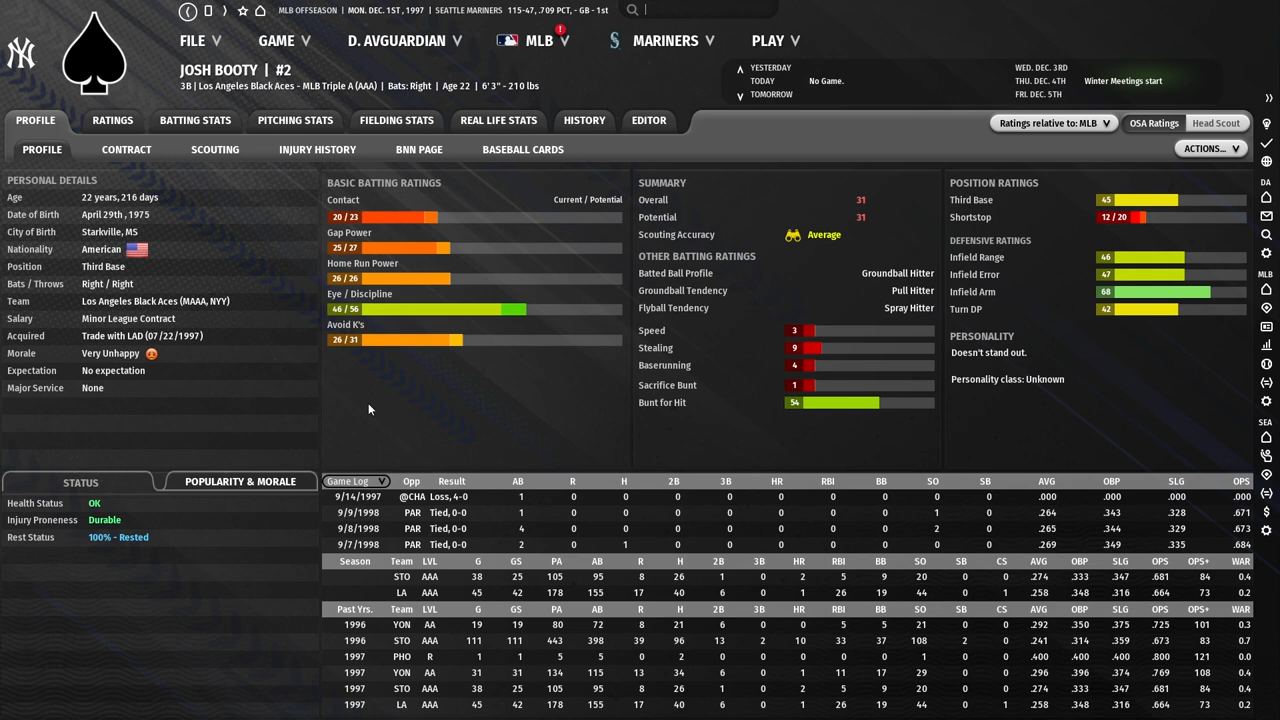 MLB OFFSEASON | MON. DEC. 1ST, 1997 | SEATTLE MARINERS 115-47, .709 PCT, - GB - 1st
FILE GAME D. AVGUARDIAN MLB MARINERS PLAY
JOSH BOOTY | #2
3B | Los Angeles Black Aces - MLB Triple A (AAA) | Bats: Right | Age 22 | 6'3" - 210 lbs
YESTERDAY
TODAY No Game.
TOMORROW
WED. DEC. 3RD
THU. DEC. 4TH Winter Meetings start
FRI. DEC. 5TH
PROFILE RATINGS BATTING STATS PITCHING STATS FIELDING STATS REAL LIFE STATS HISTORY EDITOR
Ratings relative to: MLB OSA Ratings Head Scout
PROFILE CONTRACT SCOUTING INJURY HISTORY BNN PAGE BASEBALL CARDS
ACTIONS...
PERSONAL DETAILS
Age 22 years, 216 days
Date of Birth April 29th, 1975
City of Birth Starkville, MS
Nationality American
Position Third Base
Bats / Throws Right / Right
Team Los Angeles Black Aces (MAAA, NYY)
Salary Minor League Contract
Acquired Trade with LAD (07/22/1997)
Morale Very Unhappy
Expectation No expectation
Major Service None
BASIC BATTING RATINGS
Contact Current / Potential
20 / 23
Gap Power
25 / 27
Home Run Power
26 / 26
Eye / Discipline
46 / 56
Avoid K's
26 / 31
SUMMARY
Overall 31
Potential 31
Scouting Accuracy Average
OTHER BATTING RATINGS
Batted Ball Profile Groundball Hitter
Groundball Tendency Pull Hitter
Flyball Tendency Spray Hitter
Speed 3
Stealing 9
Baserunning 4
Sacrifice Bunt 1
Bunt for Hit 54
POSITION RATINGS
Third Base 45
Shortstop 12 / 20
DEFENSIVE RATINGS
Infield Range 46
Infield Error 47
Infield Arm 68
Turn DP 42
PERSONALITY
Doesn't stand out.
Personality class: Unknown
STATUS POPULARITY & MORALE
Health Status OK
Injury Proneness Durable
Rest Status 100% - Rested
Game Log Opp Result AB R H 2B 3B HR RBI BB SO SB AVG OBP SLG OPS
9/14/1997 @CHA Loss, 4-0 1 0 0 0 0 0 0 0 0 0 .000 .000 .000 .000
9/9/1998 PAR Tied, 0-0 1 0 0 0 0 0 0 0 1 0 .264 .343 .328 .671
9/8/1998 PAR Tied, 0-0 4 0 0 0 0 0 0 0 2 0 .265 .344 .329 .673
9/7/1998 PAR Tied, 0-0 2 0 1 0 0 0 0 0 0 0 .269 .349 .335 .684
Season Team LVL G GS PA AB R H 2B 3B HR RBI BB SO SB CS AVG OBP SLG OPS OPS+ WAR
STO AAA 38 25 105 95 8 26 1 0 2 5 9 20 0 0 .274 .333 .347 .681 84 0.4
LA AAA 45 42 178 155 17 40 6 0 1 26 19 44 0 1 .258 .348 .316 .664 73 0.2
Past Yrs. Team LVL G GS PA AB R H 2B 3B HR RBI BB SO SB CS AVG OBP SLG OPS OPS+ WAR
1996 YON AA 19 19 80 72 8 21 6 0 0 5 5 21 0 0 .292 .350 .375 .725 101 0.3
1996 STO AAA 111 111 443 398 39 96 13 2 10 33 37 108 2 0 .241 .314 .359 .673 83 0.7
1997 PHO R 1 1 5 5 0 2 0 0 0 0 0 1 0 0 .400 .400 .400 .800 121 0.0
1997 YON AA 31 31 134 115 13 34 6 0 1 11 17 29 0 0 .296 .396 .374 .769 108 0.4
1997 STO AAA 38 25 105 95 8 26 1 0 2 5 9 20 0 0 .274 .333 .347 .681 84 0.4
1997 LA AAA 45 42 178 155 17 40 6 0 1 26 19 44 0 1 .258 .348 .316 .664 73 0.2
DA
MLB
SEA